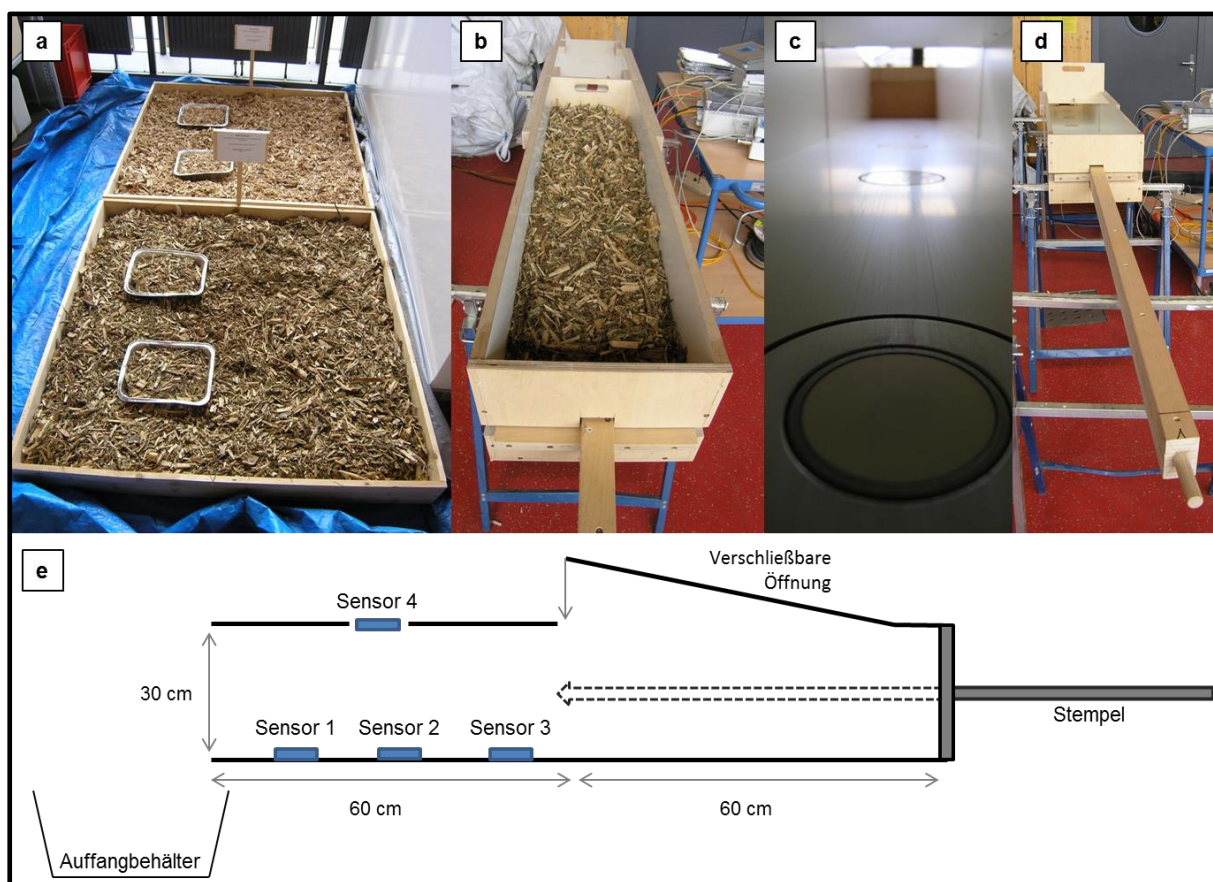 a
b
c
d
e
Verschließbare
Öffnung
Sensor 4
30 cm
Stempel
Sensor 1
Sensor 2
Sensor 3
60 cm
60 cm
Auffangbehälter